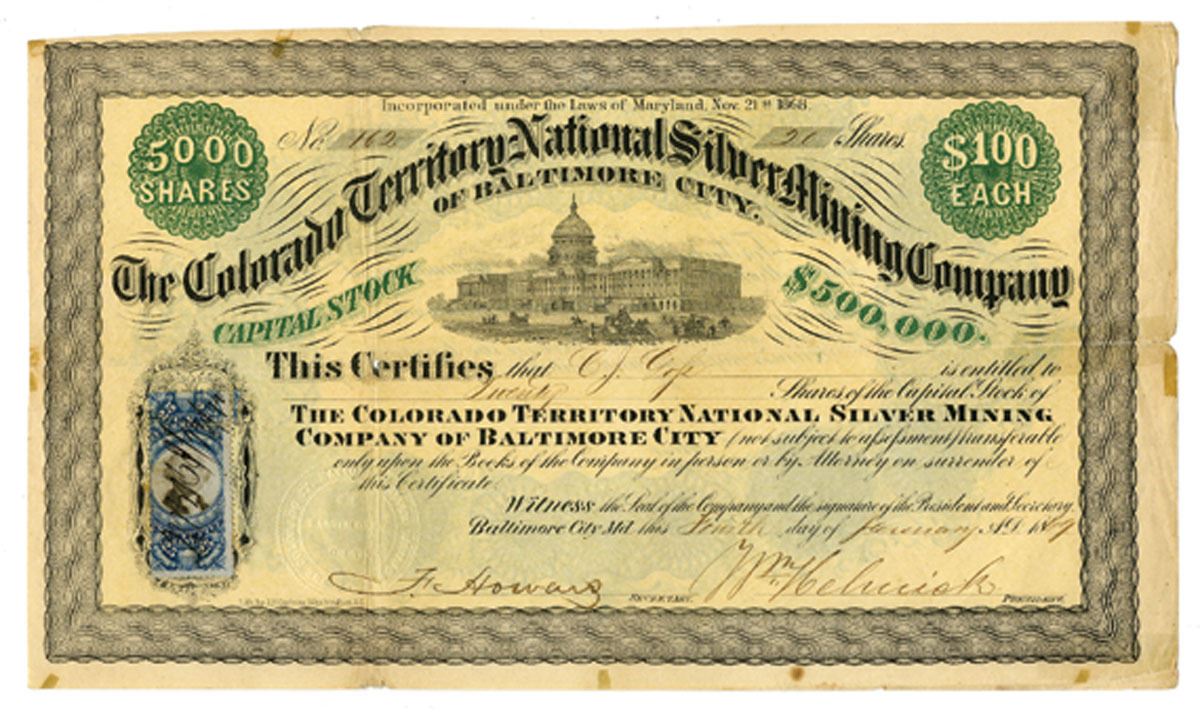 Incorporated under the Laws of Maryland, Nov. 21st 1868.
5000 SHARES
No. 162
20 Shares.
$100 EACH
The Colorado Territory National Silver Mining Company
OF BALTIMORE CITY.
CAPITAL STOCK
$500,000.
This Certifies that C. J. is entitled to
Twenty Shares of the Capital Stock of
THE COLORADO TERRITORY NATIONAL SILVER MINING
COMPANY OF BALTIMORE CITY (not subject to assessment) transferable
only upon the Books of the Company in person or by Attorney on surrender of
this Certificate.
Witness the Seal of the Company and the signature of the President and Secretary.
Baltimore City Md. this day of January A.D. 1869
F. Howard SECRETARY. Wm. Helmick PRESIDENT.